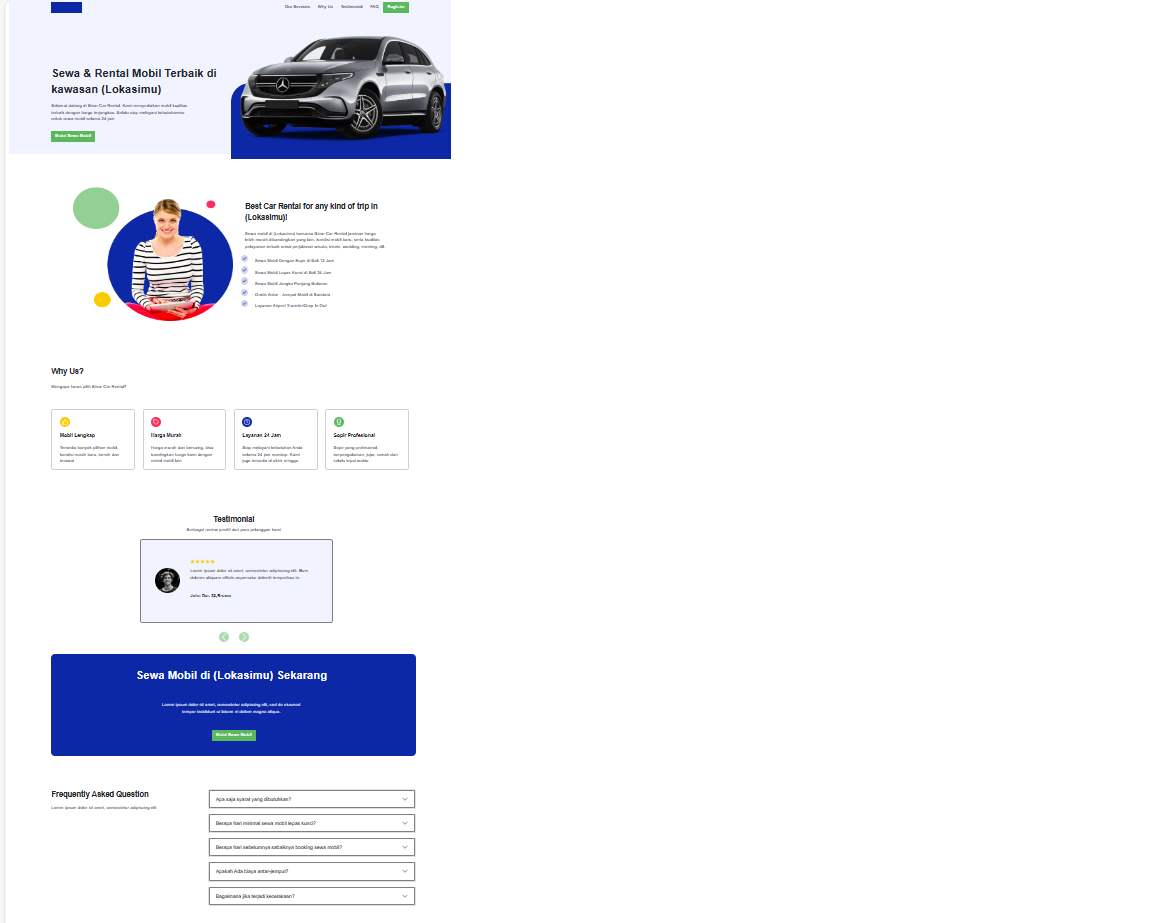 Our Services
Why Us
Testimonial
FAQ
Register
Sewa & Rental Mobil Terbaik di
kawasan (Lokasimu)
Selamat datang di Binar Car Rental. Kami menyediakan mobil kualitas
terbaik dengan harga terjangkau. Selalu siap melayani kebutuhanmu
untuk sewa mobil selama 24 jam
Mulai Sewa Mobil
Best Car Rental for any kind of trip in
(Lokasimu)!
Sewa mobil di (Lokasimu) bersama Binar Car Rental jaminan harga
lebih murah dibandingkan yang lain, kondisi mobil baru, serta kualitas
pelayanan terbaik untuk perjalanan wisata, bisnis, wedding, meeting, dll.
Sewa Mobil Dengan Supir di Bali 12 Jam
Sewa Mobil Lepas Kunci di Bali 24 Jam
Sewa Mobil Jangka Panjang Bulanan
Gratis Antar - Jemput Mobil di Bandara
Layanan Airport Transfer/Drop In Out
Why Us?
Mengapa harus pilih Binar Car Rental?
Mobil Lengkap
Tersedia banyak pilihan mobil,
kondisi masih baru, bersih dan
terawat
Harga Murah
Harga murah dan bersaing, bisa
bandingkan harga kami dengan
rental mobil lain
Layanan 24 Jam
Siap melayani kebutuhan Anda
selama 24 jam nonstop. Kami
juga tersedia di akhir minggu
Sopir Profesional
Sopir yang profesional,
berpengalaman, jujur, ramah dan
selalu tepat waktu
Testimonial
Berbagai review positif dari para pelanggan kami
Lorem ipsum dolor sit amet, consectetur adipisicing elit.
John Dee 32, Bromo
Sewa Mobil di (Lokasimu) Sekarang
Lorem ipsum dolor sit amet, consectetur adipiscing elit, sed do eiusmod
tempor incididunt ut labore et dolore magna aliqua.
Mulai Sewa Mobil
Frequently Asked Question
Lorem ipsum dolor sit amet, consectetur adipiscing elit
Apa saja syarat yang dibutuhkan?
Berapa hari minimal sewa mobil lepas kunci?
Berapa hari sebelumnya sabaiknya booking sewa mobil?
Apakah Ada biaya antar-jemput?
Bagaimana jika terjadi kecelakaan?